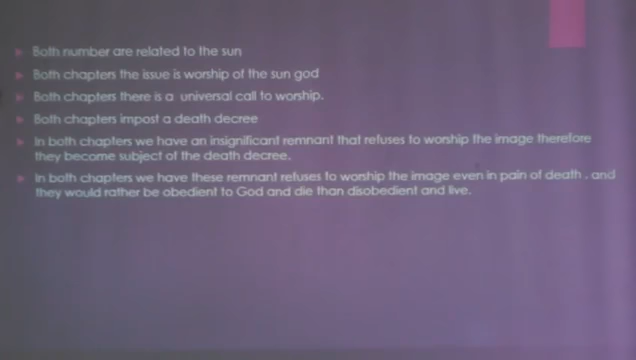 Both number are related to the sun
Both chapters the issue is worship of the sun god
Both chapters there is a universal call to worship.
Both chapters impost a death decree
In both chapters we have an insignificant remnant that refuses to worship the image therefore
they become subject of the death decree.
In both chapters we have these remnant refuses to worship the image even in pain of death , and
they would rather be obedient to God and die than disobedient and live.